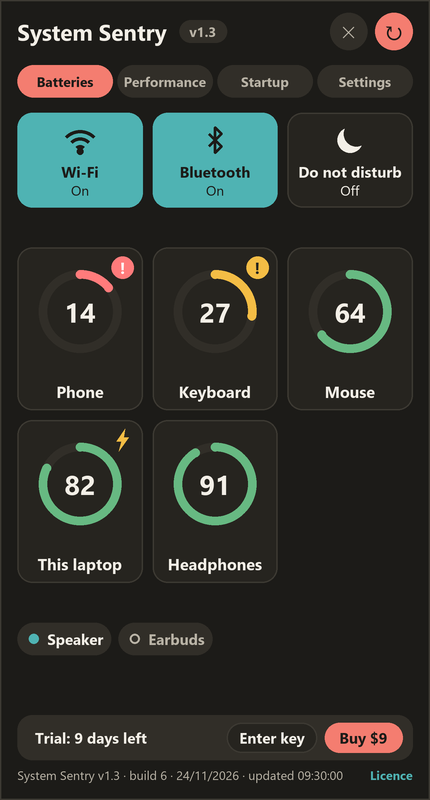 System Sentry v1.3
Batteries Performance Startup Settings
Wi-Fi Bluetooth Do not disturb
On On Off
! !
14 27 64
Phone Keyboard Mouse
82 91
This laptop Headphones
Speaker Earbuds
Trial: 9 days left Enter key Buy $9
System Sentry v1.3 · build 6 · 24/11/2026 · updated 09:30:00 Licence